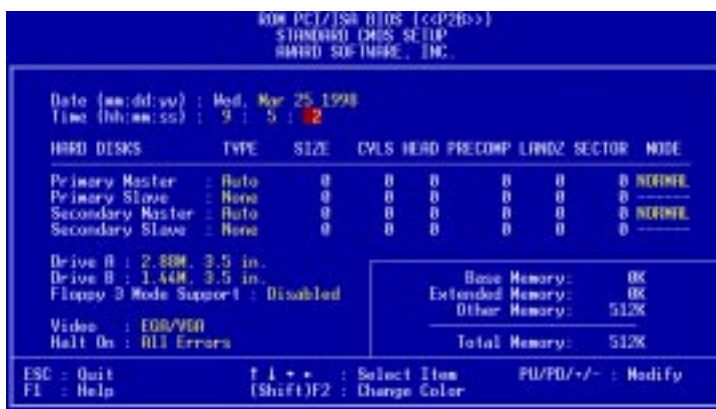 ROM PCI/ISA BIOS (<<P2B>>)
STANDARD CMOS SETUP
AWARD SOFTWARE, INC.
Date (mm:dd:yy) : Wed, Mar 25 1998
Time (hh:mm:ss) : 9 : 5 : 2
HARD DISKS TYPE SIZE CYLS HEAD PRECOMP LANDZ SECTOR MODE
Primary Master : Auto 0 0 0 0 0 0 NORMAL
Primary Slave : None 0 0 0 0 0 0 ------
Secondary Master : Auto 0 0 0 0 0 0 NORMAL
Secondary Slave : None 0 0 0 0 0 0 ------
Drive A : 2.88M, 3.5 in.
Drive B : 1.44M, 3.5 in.
Floppy 3 Mode Support : Disabled
Video : EGA/VGA
Halt On : All Errors
Base Memory: 0K
Extended Memory: 0K
Other Memory: 512K
Total Memory: 512K
ESC : Quit ↑ ↓ → ← : Select Item PU/PD/+/- : Modify
F1 : Help (Shift)F2 : Change Color